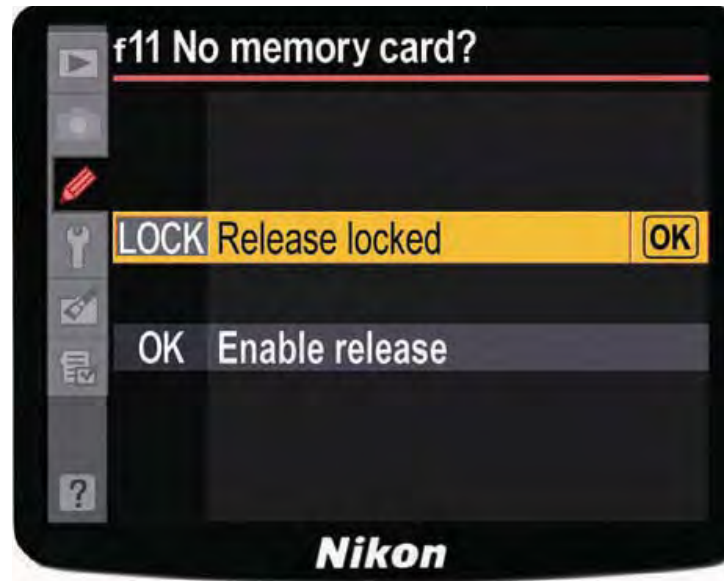 f11 No memory card?
LOCK Release locked OK
OK Enable release
?
Nikon